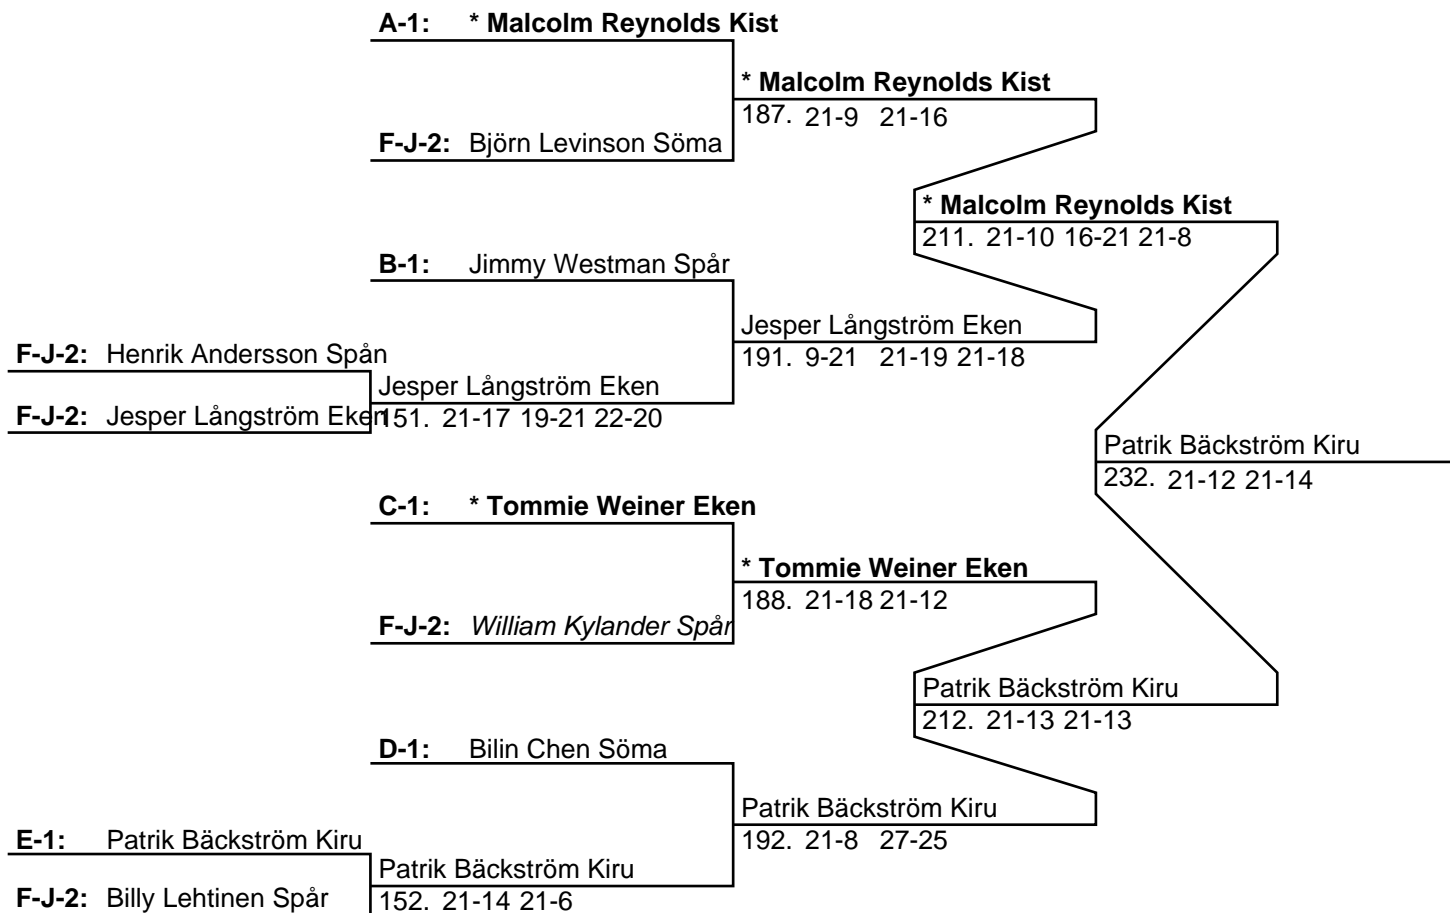 A-1: * Malcolm Reynolds Kist
* Malcolm Reynolds Kist
187. 21-9 21-16
F-J-2: Björn Levinson Söma
* Malcolm Reynolds Kist
211. 21-10 16-21 21-8
B-1: Jimmy Westman Spår
Jesper Långström Eken
191. 9-21 21-19 21-18
F-J-2: Henrik Andersson Spån
Jesper Långström Eken
151. 21-17 19-21 22-20
F-J-2: Jesper Långström Eken
Patrik Bäckström Kiru
232. 21-12 21-14
C-1: * Tommie Weiner Eken
* Tommie Weiner Eken
188. 21-18 21-12
F-J-2: William Kylander Spår
Patrik Bäckström Kiru
212. 21-13 21-13
D-1: Bilin Chen Söma
Patrik Bäckström Kiru
192. 21-8 27-25
E-1: Patrik Bäckström Kiru
Patrik Bäckström Kiru
152. 21-14 21-6
F-J-2: Billy Lehtinen Spår